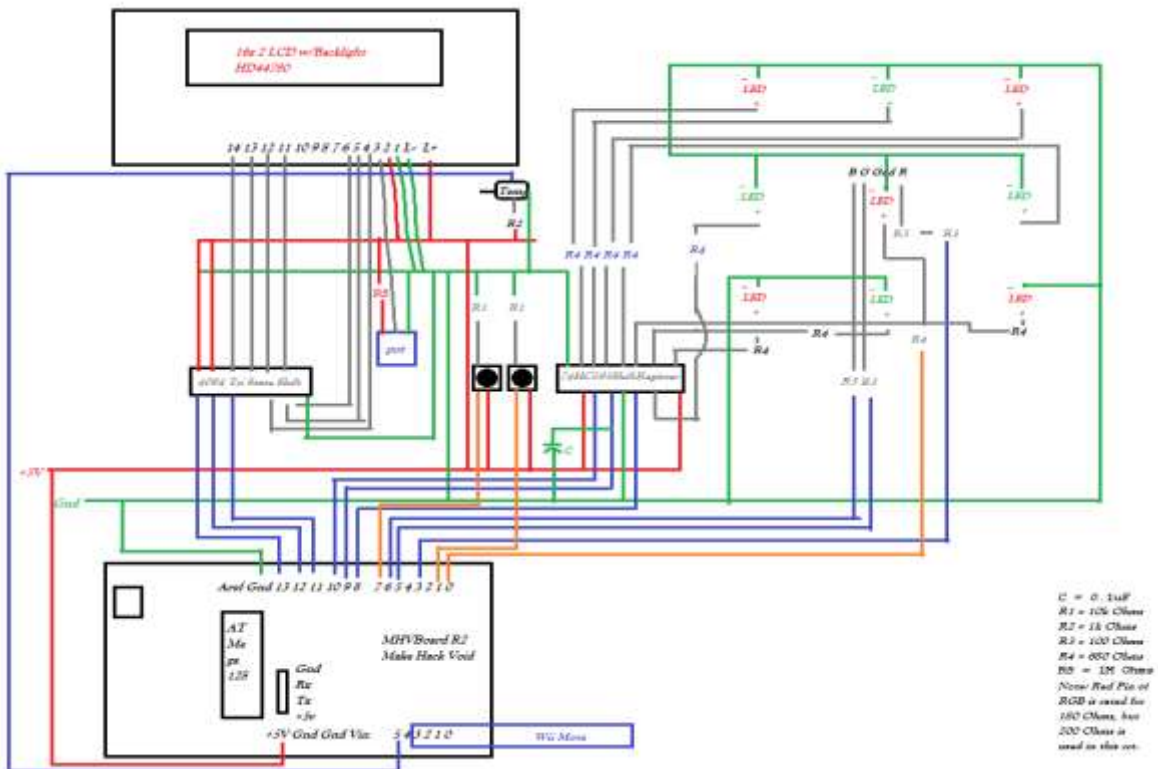 16x 2 LCD w/Backlight
HD44780
14 13 12 11 10 9 8 7 6 5 4 3 2 1 L- L+
LED LED LED
Temp
R2
B G Gnd R
LED LED LED
R3 R3
R4 R4 R4 R4 R4
R5
R1 R1
LED LED LED
R4 R4 R4
R4
pot
R3 R3
C
+5V
Gnd
Aref Gnd 13 12 11 10 9 8 7 6 5 4 3 2 1 0
AT
Me
ga
MHVBoard R2
Make Hack Void
Gnd
Rx
Tx
+5v
+5V Gnd Gnd Vin 5 4 3 2 1 0
C = 0.1uF
R1 = 10k Ohms
R2 = 1k Ohms
R3 = 100 Ohms
R4 = 680 Ohms
R5 = 1M Ohms
Note: Red Pin of
RGB is rated for
180 Ohms, but
200 Ohms is
used in this cct.